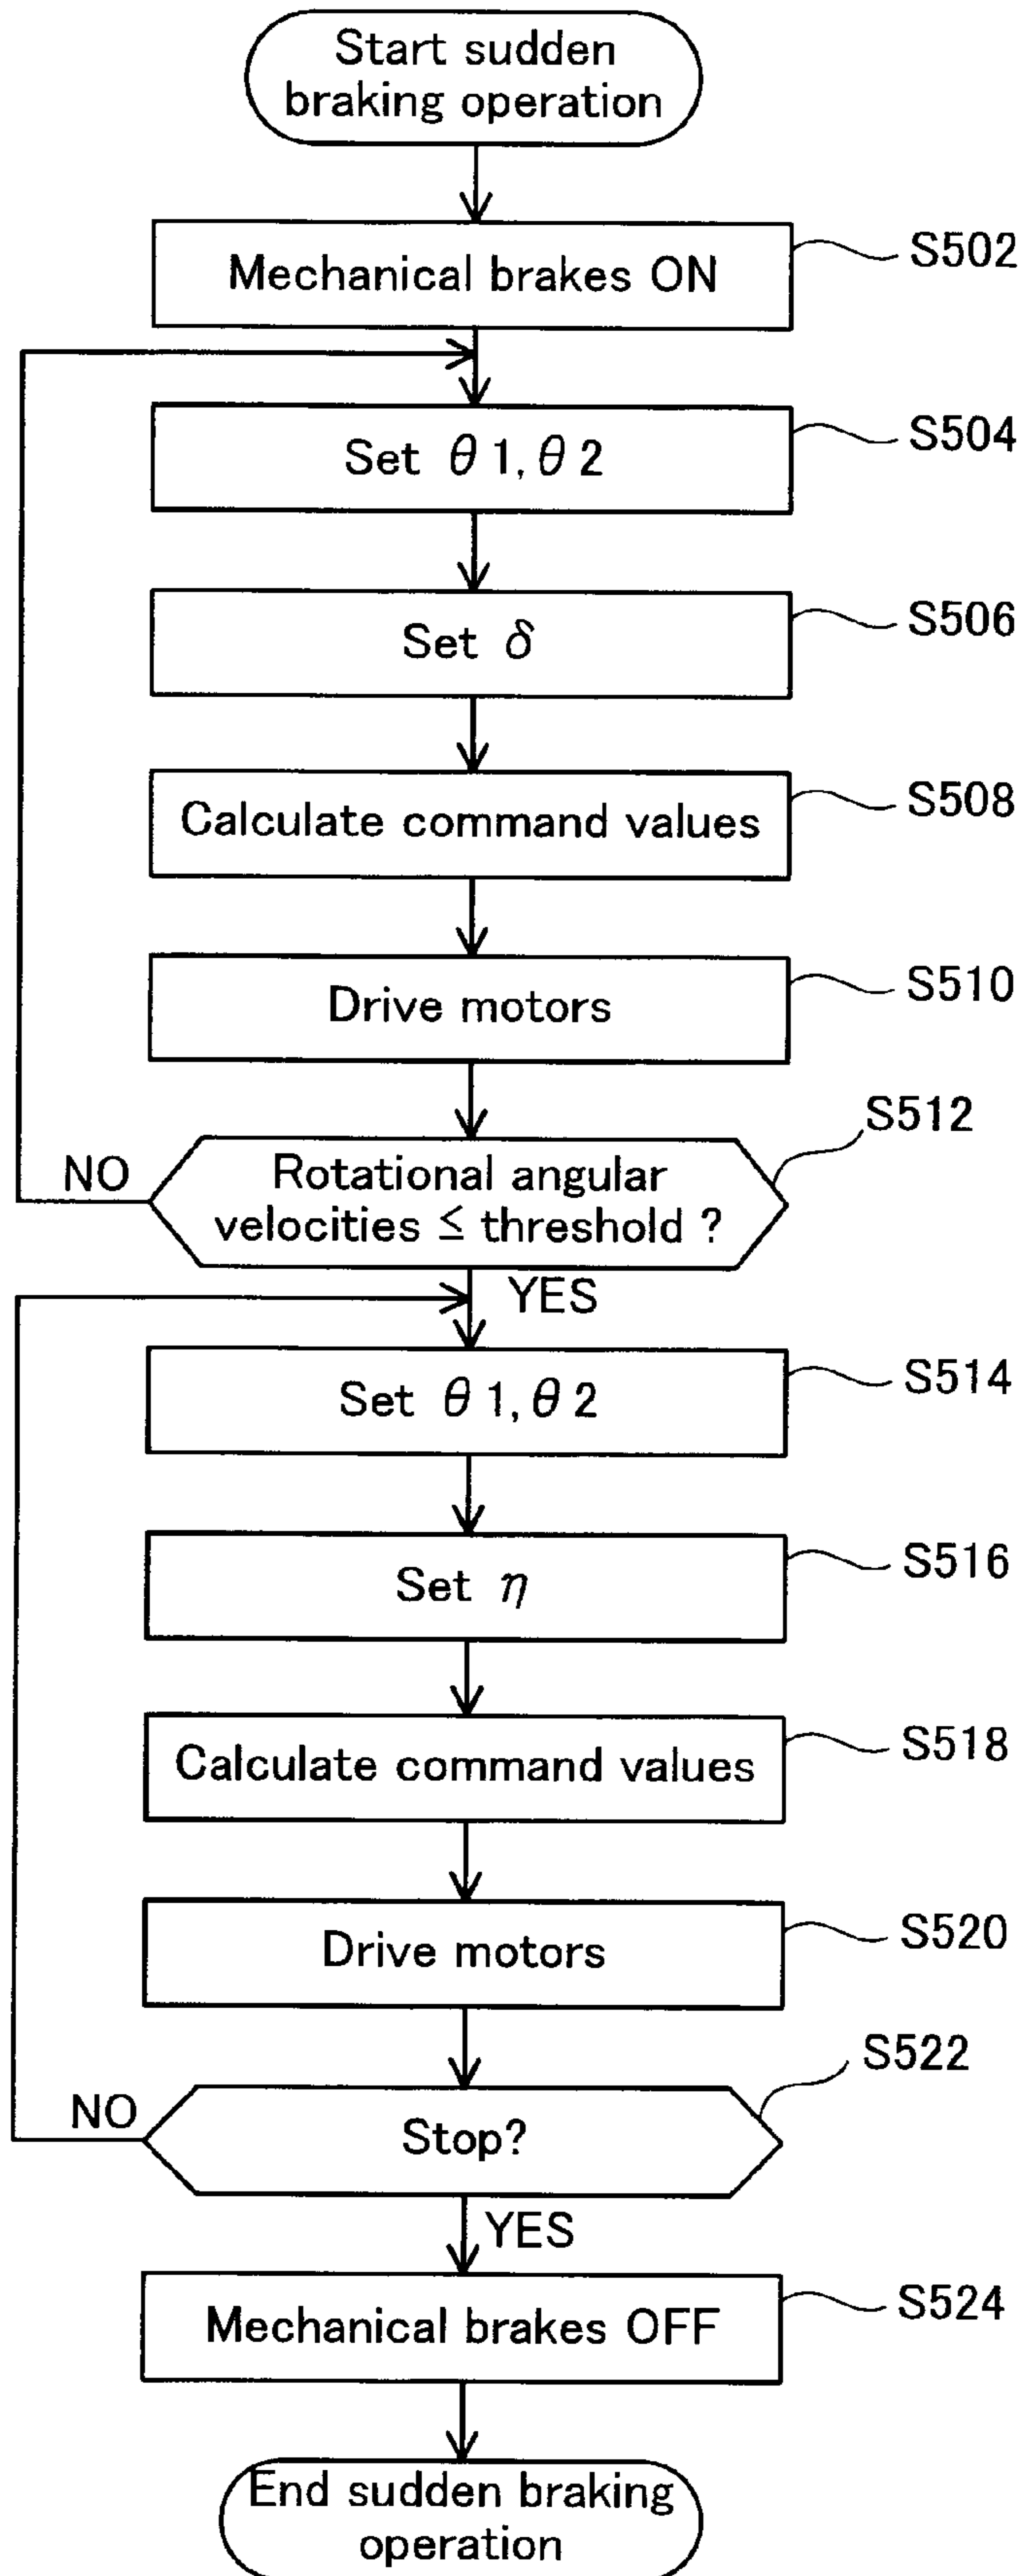 Start sudden
braking operation
Mechanical brakes ON
S502
Set θ1, θ2
S504
Set δ
S506
Calculate command values
S508
Drive motors
S510
S512
NO
Rotational angular
velocities ≤ threshold ?
YES
Set θ1, θ2
S514
Set η
S516
Calculate command values
S518
Drive motors
S520
S522
NO
Stop?
YES
Mechanical brakes OFF
S524
End sudden braking
operation